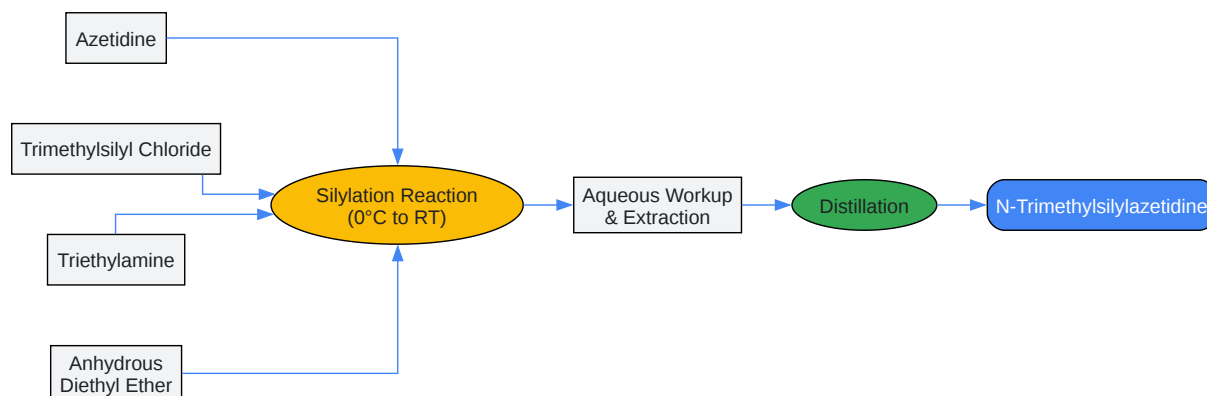 Azetidine
Trimethylsilyl Chloride
Triethylamine
Anhydrous
Diethyl Ether
Silylation Reaction
(0°C to RT)
Aqueous Workup
& Extraction
Distillation
N-Trimethylsilylazetidine